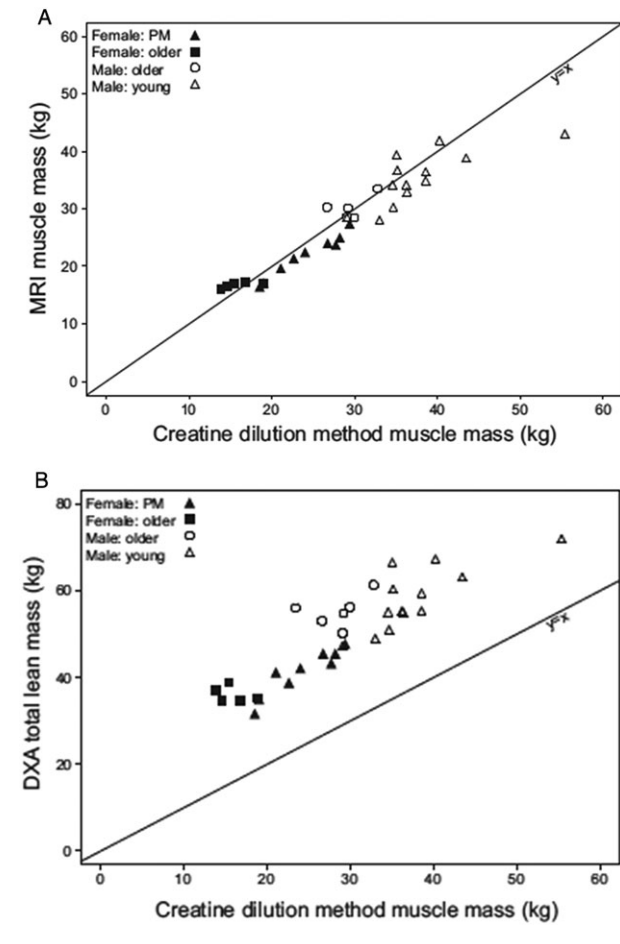 A
Female: PM
Female: older
Male: older
Male: young
60
50
40
30
20
10
0
y=x
MRI muscle mass (kg)
0 10 20 30 40 50 60
Creatine dilution method muscle mass (kg)
B
Female: PM
Female: older
Male: older
Male: young
80
60
40
20
0
y=x
DXA total lean mass (kg)
0 10 20 30 40 50 60
Creatine dilution method muscle mass (kg)